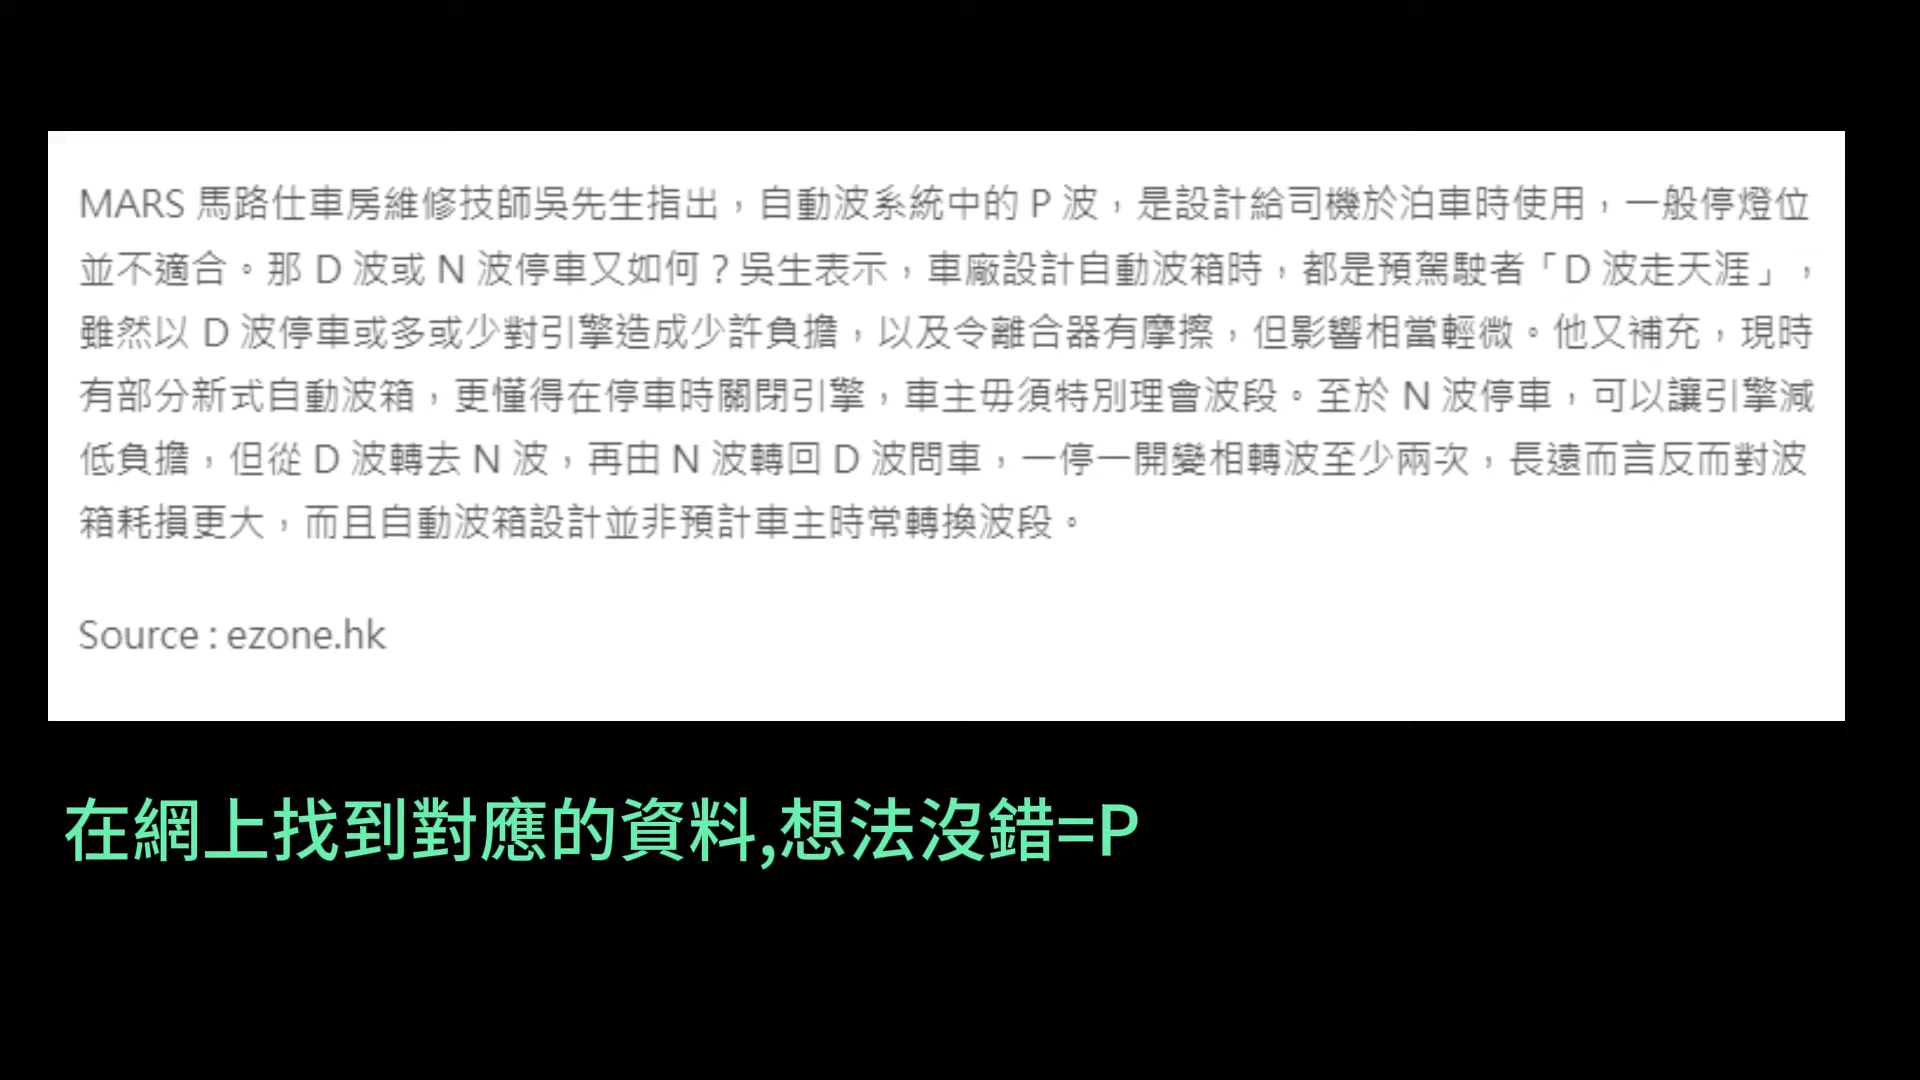 MARS 馬路仕車房維修技師吳先生指出，自動波系統中的 P 波，是設計給司機於泊車時使用，一般停燈位
並不適合。那 D 波或 N 波停車又如何？吳生表示，車廠設計自動波箱時，都是預駕駛者「D 波走天涯」，
雖然以 D 波停車或多或少對引擎造成少許負擔，以及令離合器有摩擦，但影響相當輕微。他又補充，現時
有部分新式自動波箱，更懂得在停車時關閉引擎，車主毋須特別理會波段。至於 N 波停車，可以讓引擎減
低負擔，但從 D 波轉去 N 波，再由 N 波轉回 D 波問車，一停一開變相轉波至少兩次，長遠而言反而對波
箱耗損更大，而且自動波箱設計並非預計車主時常轉換波段。
Source : ezone.hk
在網上找到對應的資料,想法沒錯=P